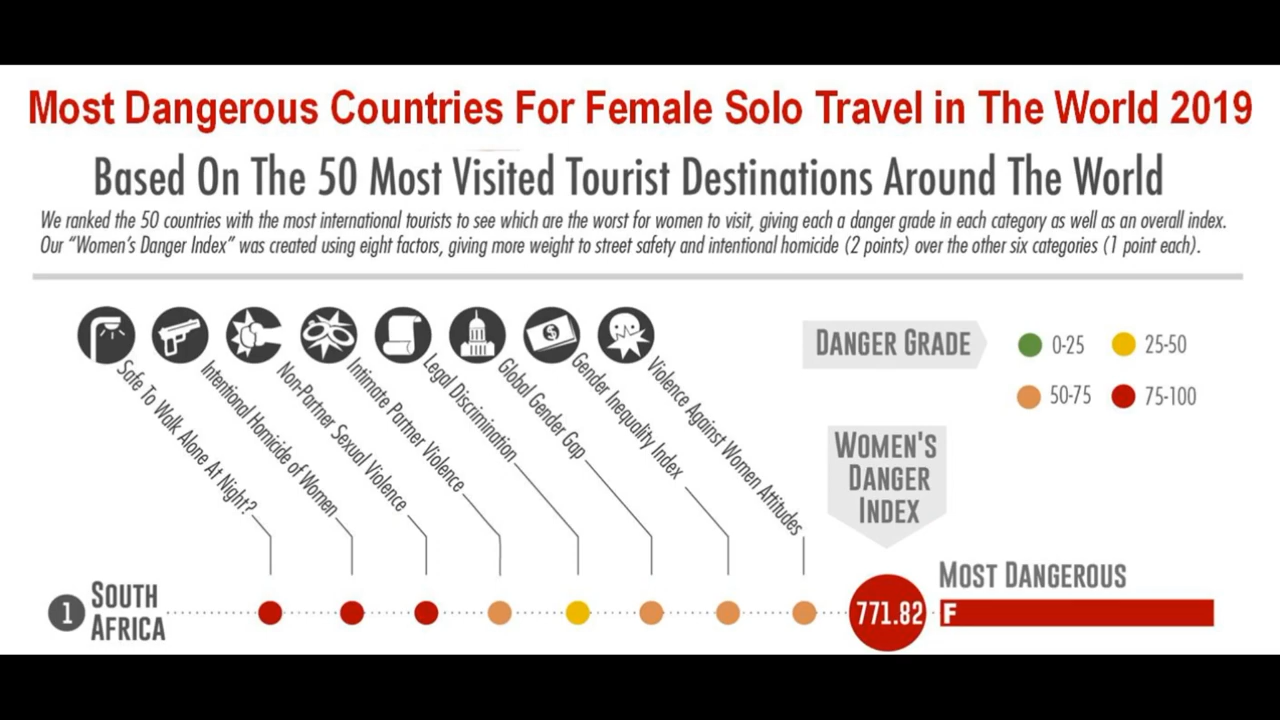 Most Dangerous Countries For Female Solo Travel in The World 2019
Based On The 50 Most Visited Tourist Destinations Around The World
We ranked the 50 countries with the most international tourists to see which are the worst for women to visit, giving each a danger grade in each category as well as an overall index.
Our “Women’s Danger Index” was created using eight factors, giving more weight to street safety and intentional homicide (2 points) over the other six categories (1 point each).
Safe To Walk Alone At Night?
Intentional Homicide of Women
Non-Partner Sexual Violence
Intimate Partner Violence
Legal Discrimination
Global Gender Gap
Gender Inequality Index
Violence Against Women Attitudes
DANGER GRADE
0-25
25-50
50-75
75-100
WOMEN'S
DANGER
INDEX
1
SOUTH
AFRICA
771.82
MOST DANGEROUS
F